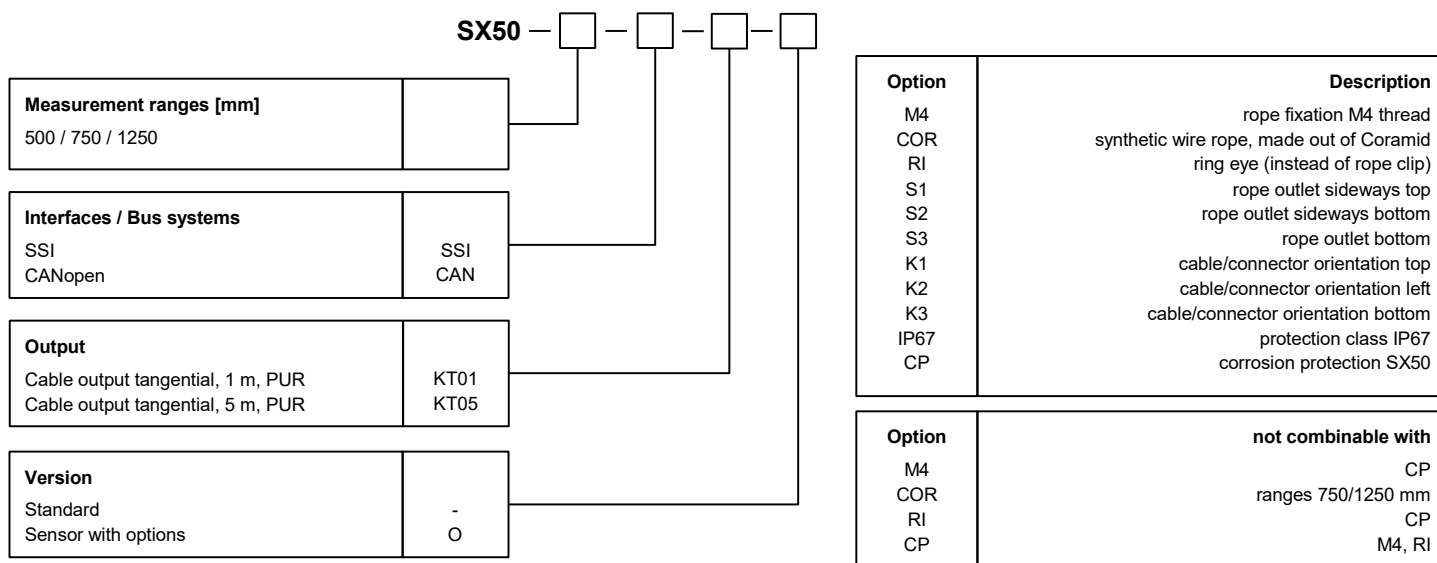 SX50 — — — —
Measurement ranges [mm]
500 / 750 / 1250
Interfaces / Bus systems
SSI SSI
CANopen CAN
Output
Cable output tangential, 1 m, PUR KT01
Cable output tangential, 5 m, PUR KT05
Version
Standard -
Sensor with options O
Option Description
M4 rope fixation M4 thread
COR synthetic wire rope, made out of Coramid
RI ring eye (instead of rope clip)
S1 rope outlet sideways top
S2 rope outlet sideways bottom
S3 rope outlet bottom
K1 cable/connector orientation top
K2 cable/connector orientation left
K3 cable/connector orientation bottom
IP67 protection class IP67
CP corrosion protection SX50
Option not combinable with
M4 CP
COR ranges 750/1250 mm
RI CP
CP M4, RI